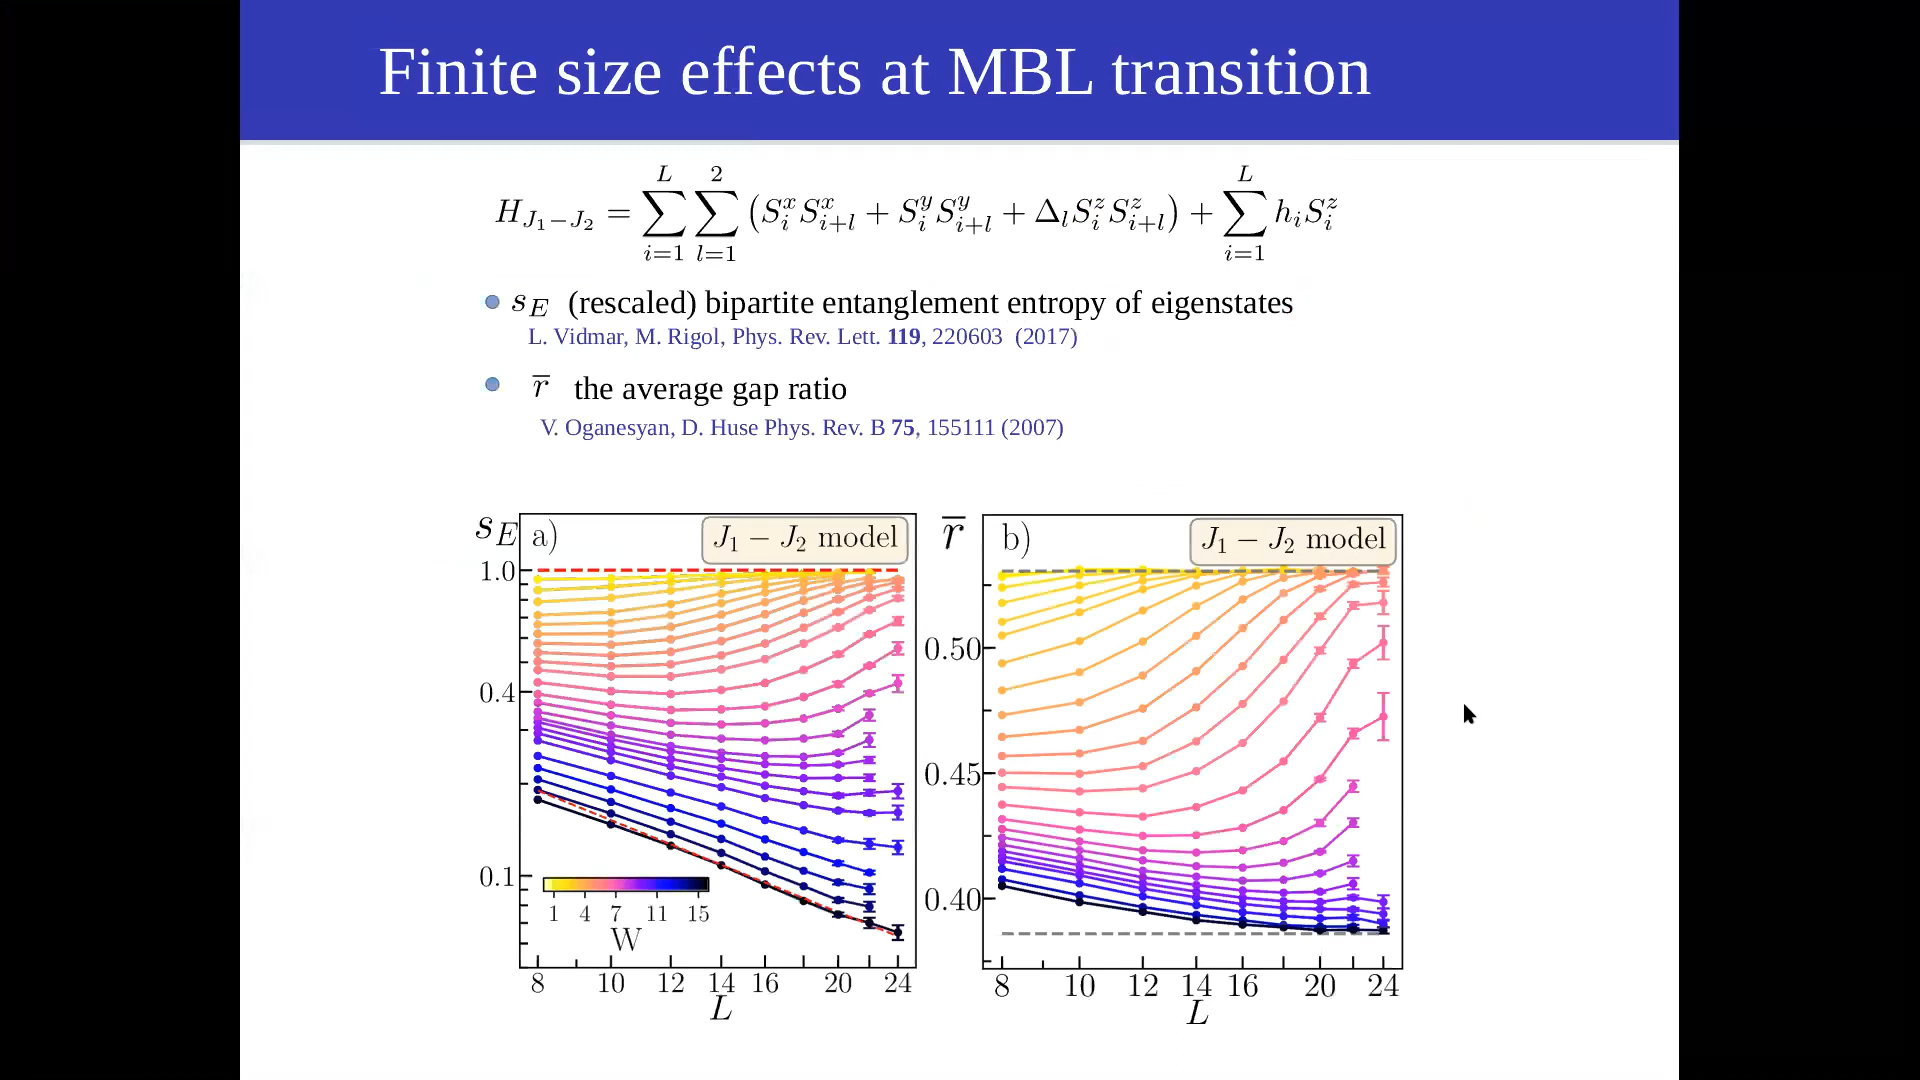 Finite size effects at MBL transition
H_{J_1-J_2} = \sum_{i=1}^{L} \sum_{l=1}^{2} (S_i^x S_{i+l}^x + S_i^y S_{i+l}^y + \Delta_l S_i^z S_{i+l}^z) + \sum_{i=1}^{L} h_i S_i^z
s_E (rescaled) bipartite entanglement entropy of eigenstates
L. Vidmar, M. Rigol, Phys. Rev. Lett. 119, 220603 (2017)
r̅ the average gap ratio
V. Oganesyan, D. Huse Phys. Rev. B 75, 155111 (2007)
s_E a) J_1 − J_2 model
1.0
0.4
0.1
1 4 7 11 15
W
8 10 12 14 16 20 24
L
r̅ b) J_1 − J_2 model
0.50
0.45
0.40
8 10 12 14 16 20 24
L